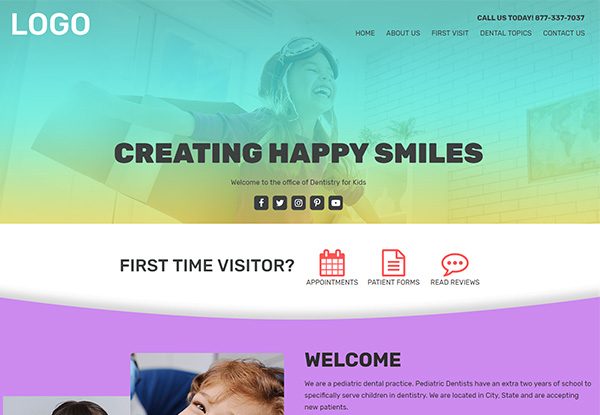 LOGO
CALL US TODAY! 877-337-7037
HOME ABOUT US FIRST VISIT DENTAL TOPICS CONTACT US
CREATING HAPPY SMILES
Welcome to the office of Dentistry for Kids
FIRST TIME VISITOR?
APPOINTMENTS PATIENT FORMS READ REVIEWS
WELCOME
We are a pediatric dental practice. Pediatric Dentists have an extra two years of school to
specifically serve children in dentistry. We are located in City, State and are accepting
new patients.